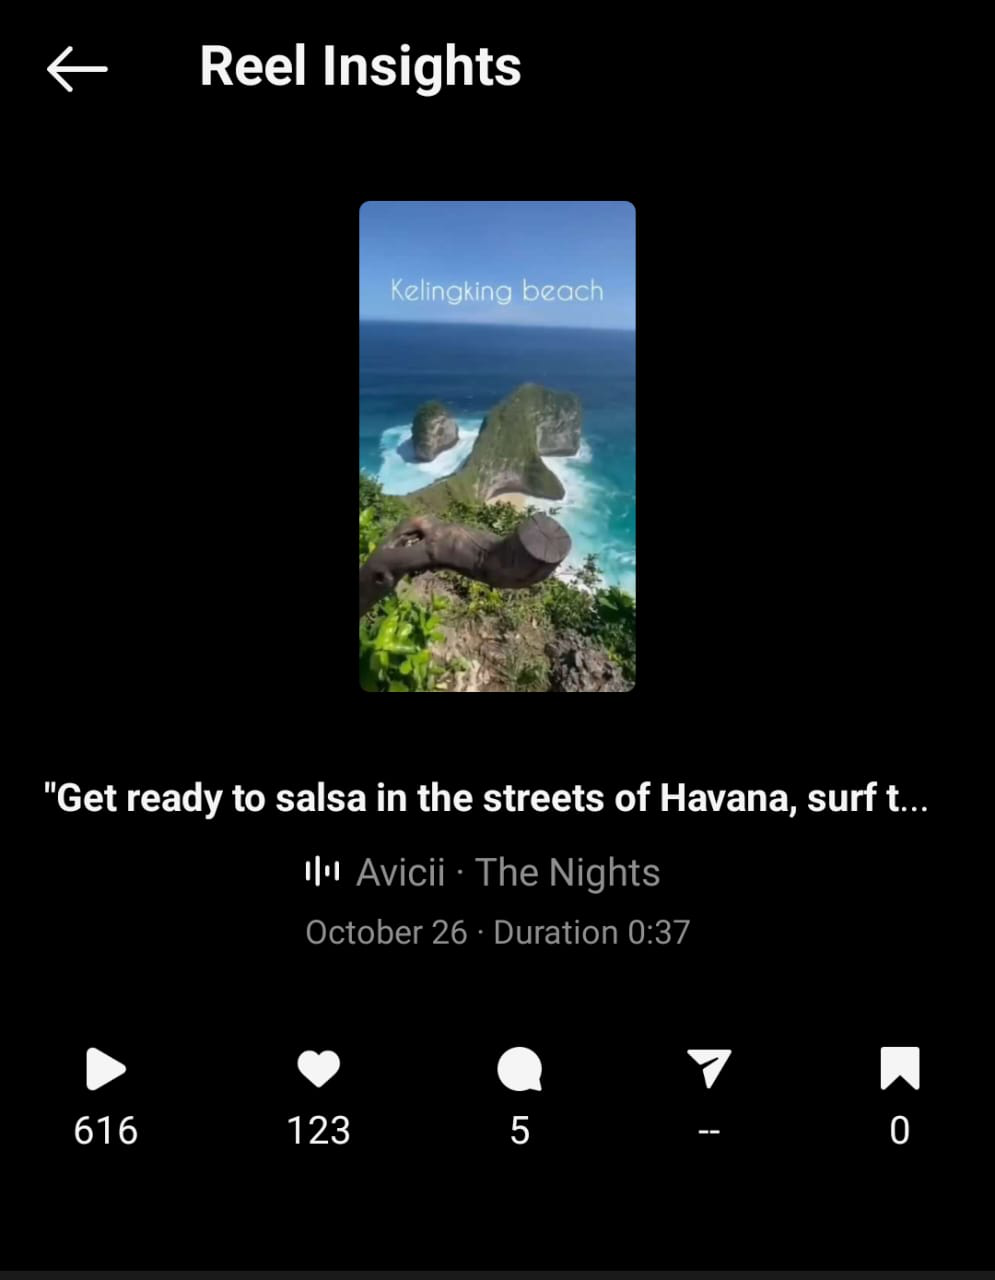 Reel Insights
Kelingking beach
"Get ready to salsa in the streets of Havana, surf t...
Avicii · The Nights
October 26 · Duration 0:37
616 123 5 -- 0